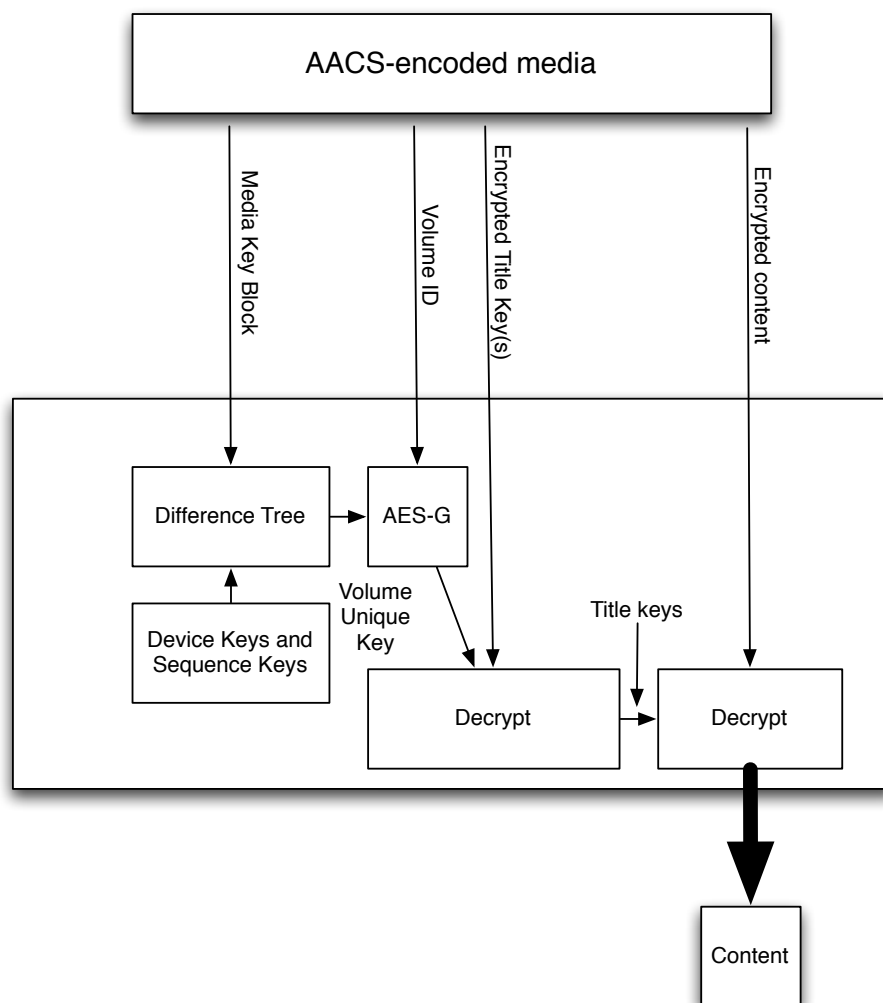 AACS-encoded media
Media Key Block
Volume ID
Encrypted Title Key(s)
Encrypted content
Difference Tree
AES-G
Device Keys and
Sequence Keys
Volume
Unique
Key
Title keys
Decrypt
Decrypt
Content